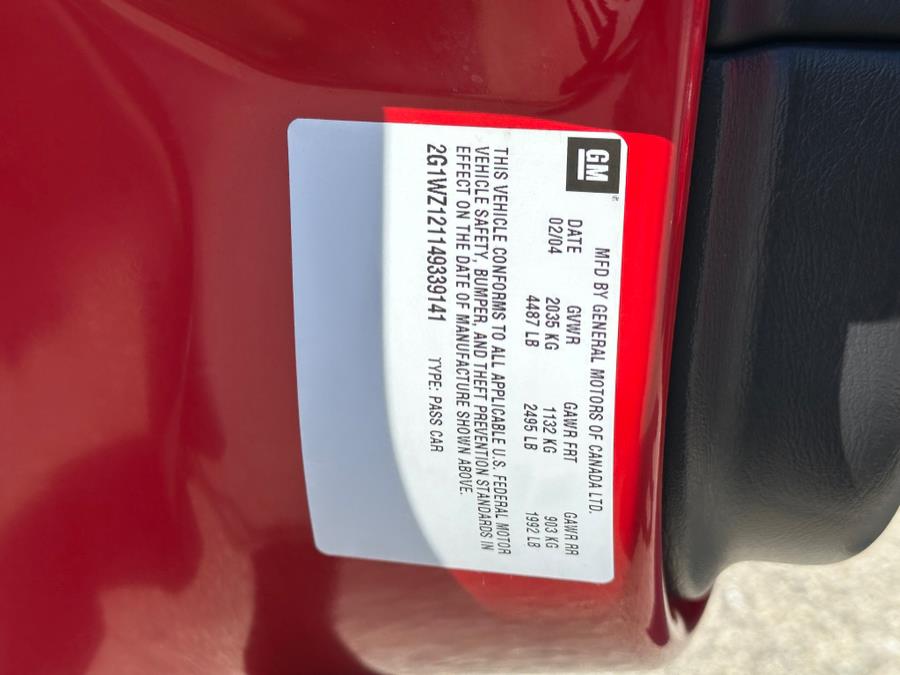 GM
MFD BY GENERAL MOTORS OF CANADA LTD.
DATE GVWR GAWR FRT GAWR RR
02/04 2035 KG 1132 KG 903 KG
4487 LB 2495 LB 1992 LB
THIS VEHICLE CONFORMS TO ALL APPLICABLE U.S. FEDERAL MOTOR
VEHICLE SAFETY, BUMPER, AND THEFT PREVENTION STANDARDS IN
EFFECT ON THE DATE OF MANUFACTURE SHOWN ABOVE.
2G1WZ121149339141 TYPE: PASS CAR